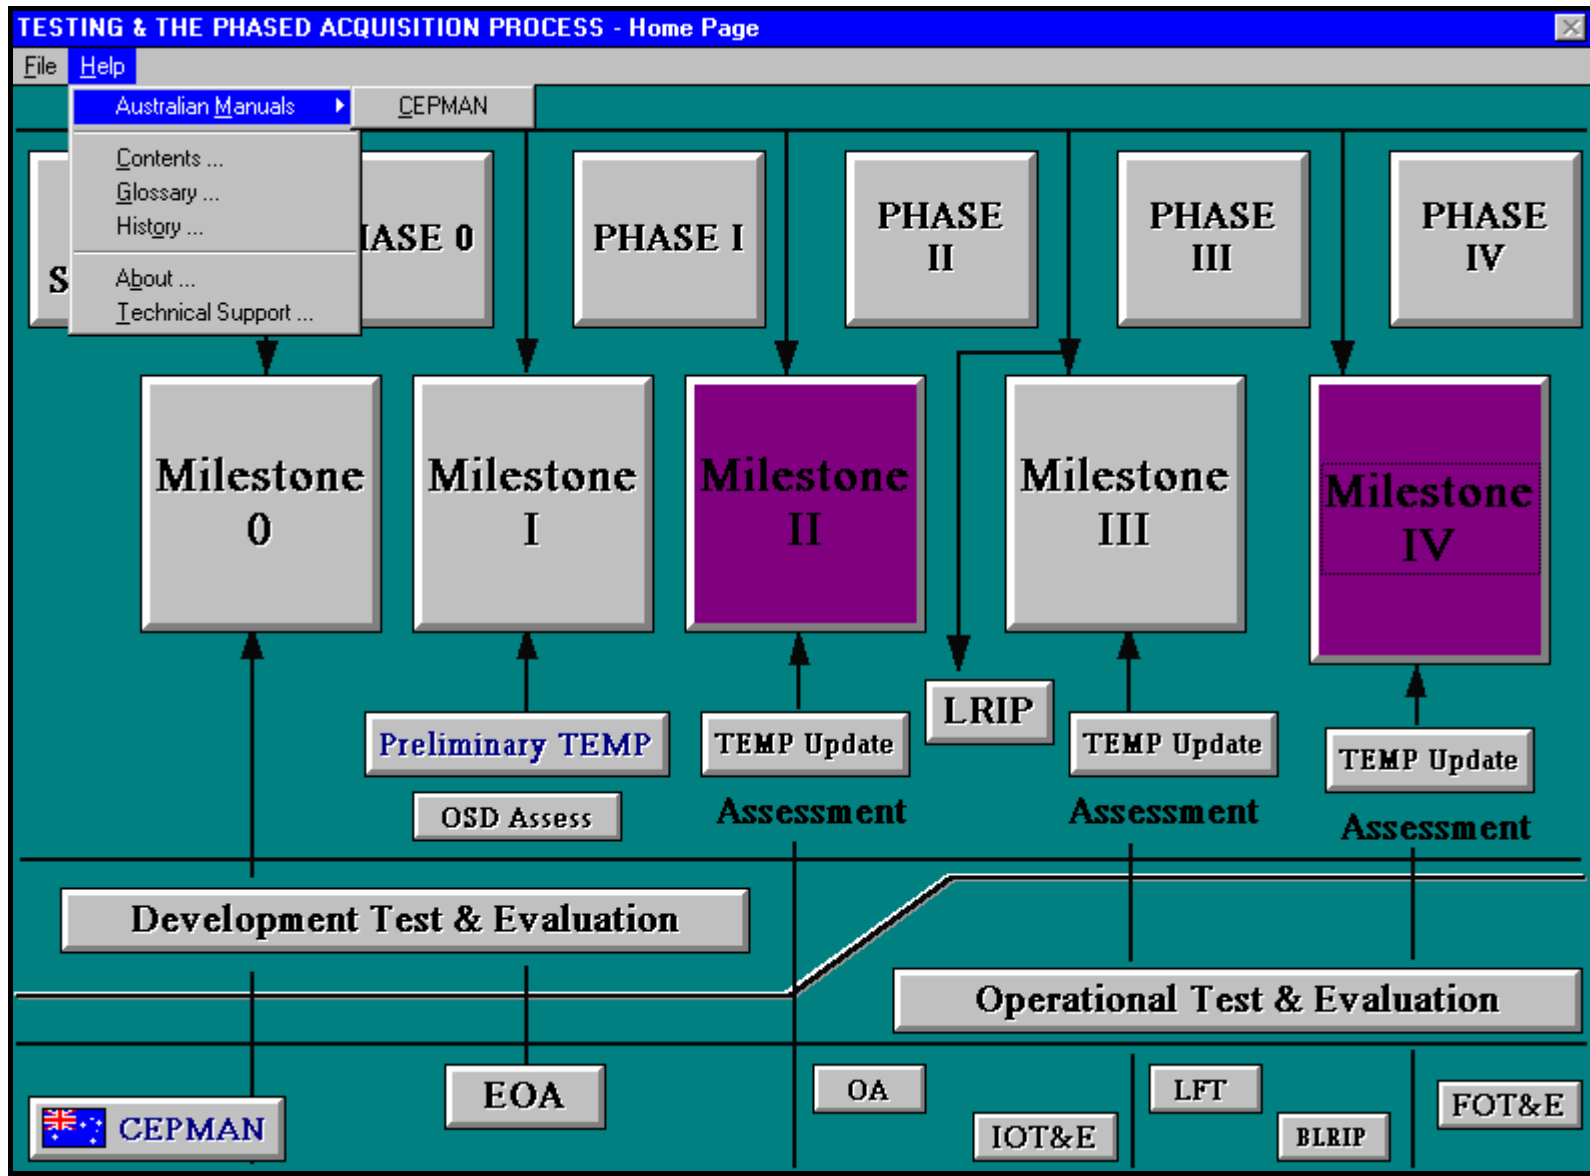 TESTING & THE PHASED ACQUISITION PROCESS - Home Page
File Help
Australian Manuals
CEPMAN
Contents ...
Glossary ...
History ...
About ...
Technical Support ...
S
HASE 0
PHASE I
PHASE
II
PHASE
III
PHASE
IV
Milestone
0
Milestone
I
Milestone
II
Milestone
III
Milestone
IV
Preliminary TEMP
OSD Assess
TEMP Update
Assessment
LRIP
TEMP Update
Assessment
TEMP Update
Assessment
Development Test & Evaluation
Operational Test & Evaluation
CEPMAN
EOA
OA
IOT&E
LFT
BLRIP
FOT&E